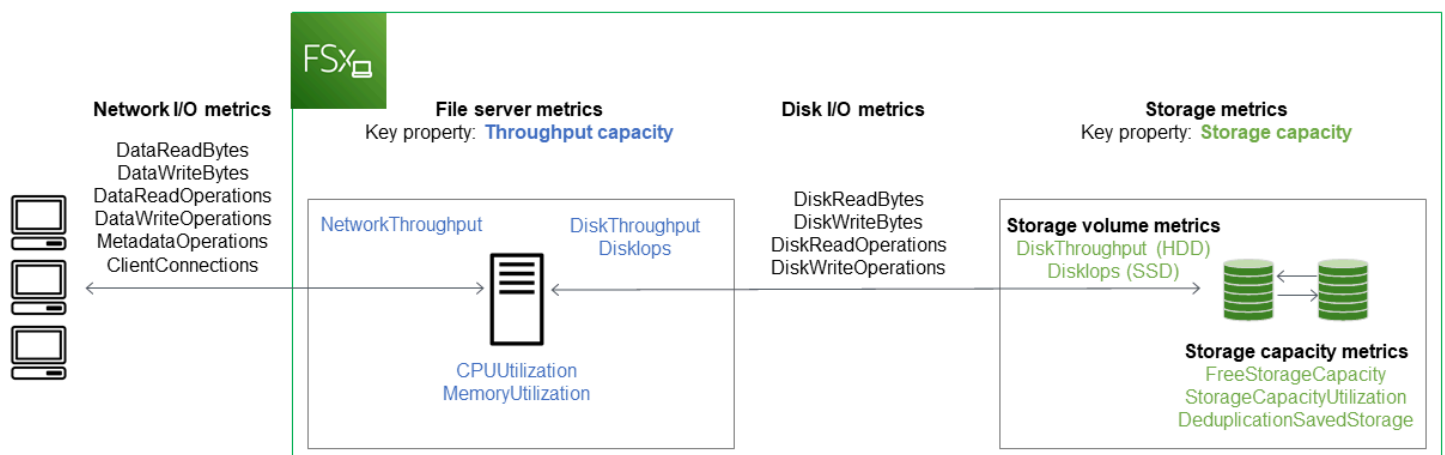 FSx
Network I/O metrics
DataReadBytes
DataWriteBytes
DataReadOperations
DataWriteOperations
MetadataOperations
ClientConnections
File server metrics
Key property: Throughput capacity
NetworkThroughput
DiskThroughput
DiskIops
CPUUtilization
MemoryUtilization
Disk I/O metrics
DiskReadBytes
DiskWriteBytes
DiskReadOperations
DiskWriteOperations
Storage metrics
Key property: Storage capacity
Storage volume metrics
DiskThroughput (HDD)
DiskIops (SSD)
Storage capacity metrics
FreeStorageCapacity
StorageCapacityUtilization
DeduplicationSavedStorage